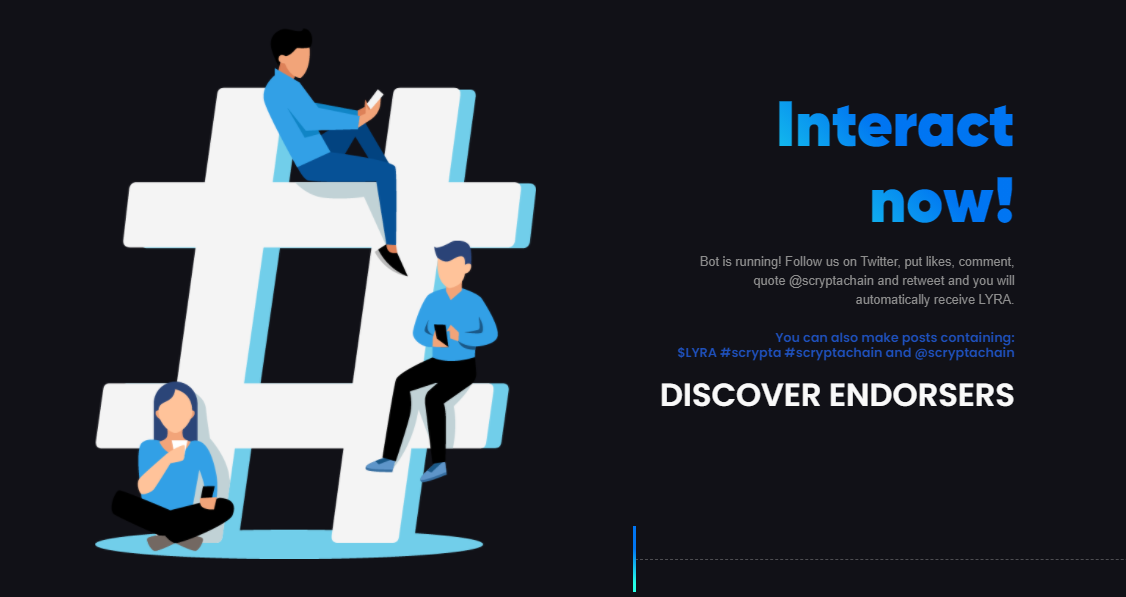 Interact
now!
Bot is running! Follow us on Twitter, put likes, comment,
quote @scryptachain and retweet and you will
automatically receive LYRA.
You can also make posts containing:
$LYRA #scrypta #scryptachain and @scryptachain
DISCOVER ENDORSERS